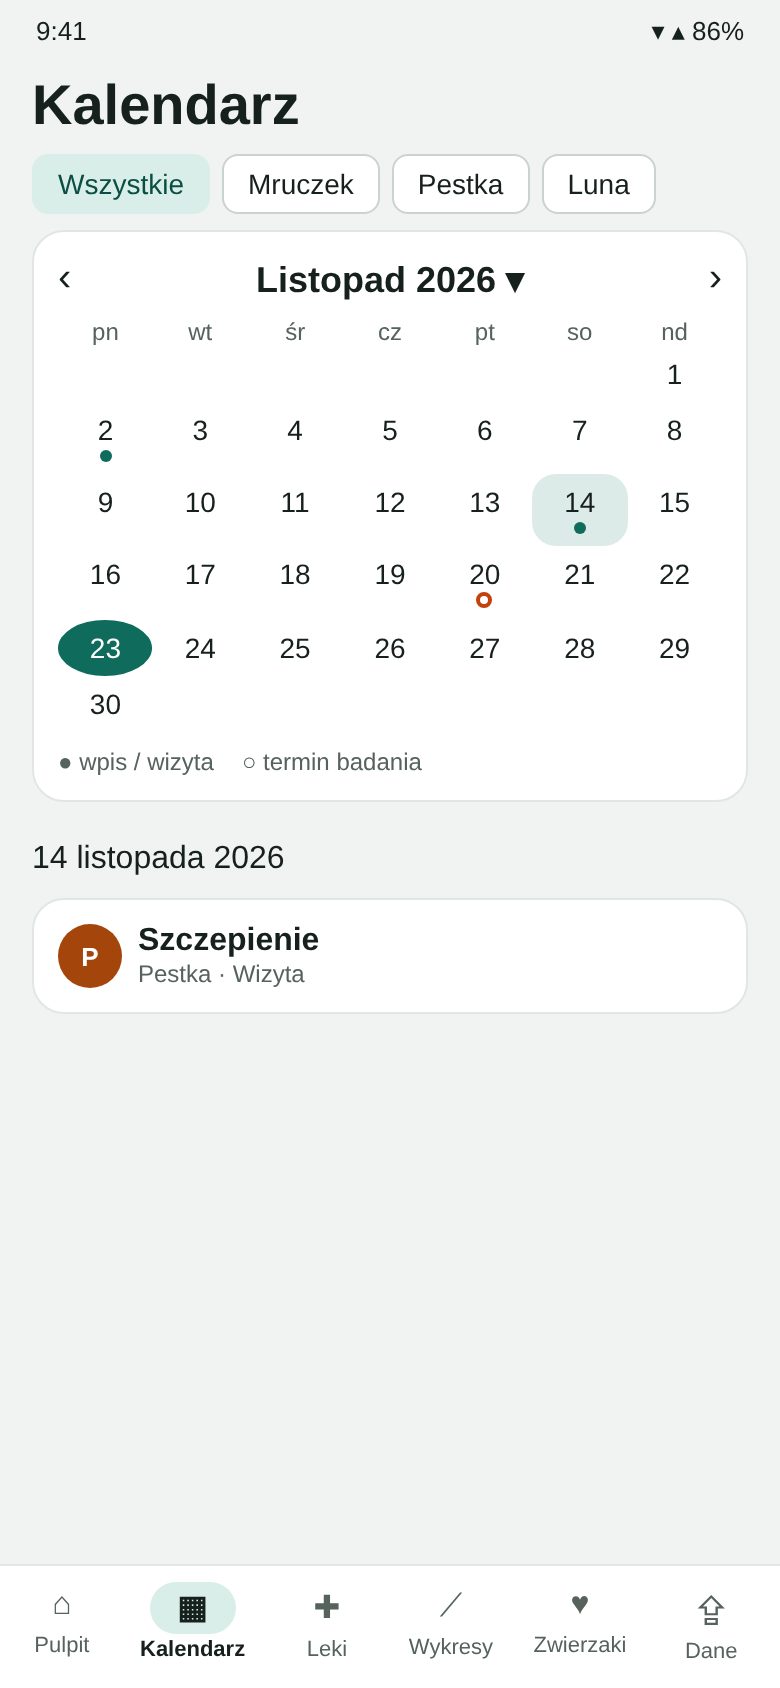 9:41 ▾ ▴ 86%
Kalendarz
Wszystkie Mruczek Pestka Luna
‹ Listopad 2026 ▾ ›
pn wt śr cz pt so nd
1
2 3 4 5 6 7 8
9 10 11 12 13 14 15
16 17 18 19 20 21 22
23 24 25 26 27 28 29
30
● wpis / wizyta ○ termin badania
14 listopada 2026
P Szczepienie
Pestka · Wizyta
Pulpit Kalendarz Leki Wykresy Zwierzaki Dane